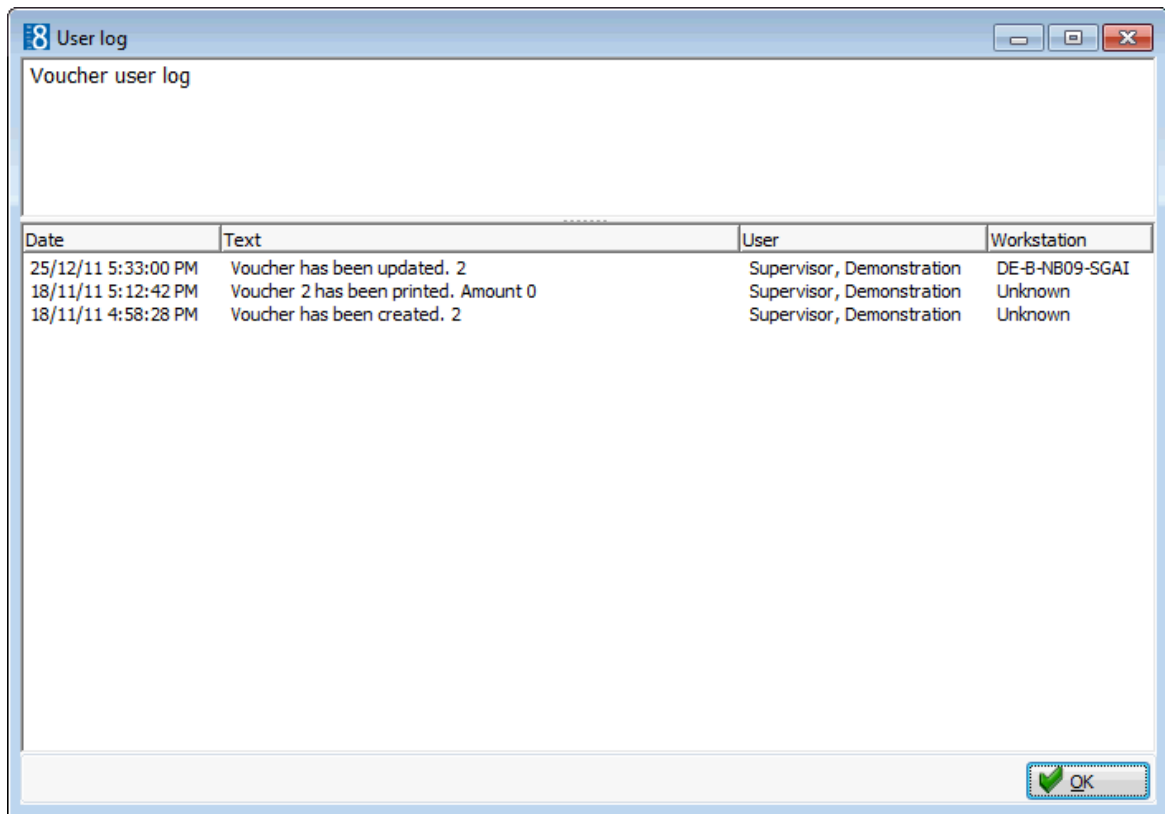 8 User log
Voucher user log
Date Text User Workstation
25/12/11 5:33:00 PM Voucher has been updated. 2 Supervisor, Demonstration DE-B-NB09-SGAI
18/11/11 5:12:42 PM Voucher 2 has been printed. Amount 0 Supervisor, Demonstration Unknown
18/11/11 4:58:28 PM Voucher has been created. 2 Supervisor, Demonstration Unknown
OK